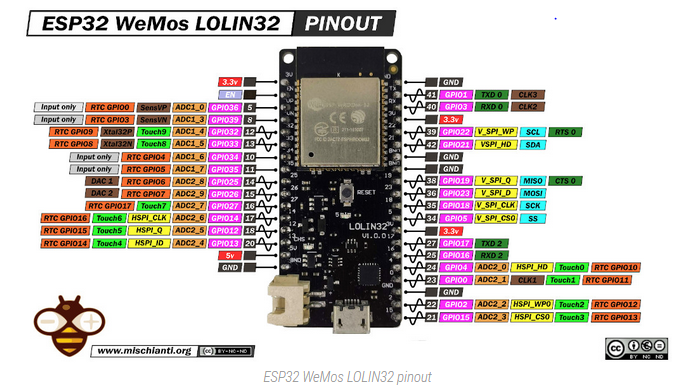 ESP32 WeMos LOLIN32 PINOUT
3.3v
EN
Input only RTC GPIO0 SensVP ADC1_0 GPIO36 5
Input only RTC GPIO3 SensVN ADC1_3 GPIO39 8
RTC GPIO9 Xtal32P Touch9 ADC1_4 GPIO32 12
RTC GPIO8 Xtal32N Touch8 ADC1_5 GPIO33 13
Input only RTC GPIO4 ADC1_6 GPIO34 10
Input only RTC GPIO5 ADC1_7 GPIO35 11
DAC 1 RTC GPIO6 ADC2_8 GPIO25 14
DAC 2 RTC GPIO7 ADC2_9 GPIO26 15
RTC GPIO17 Touch7 ADC2_7 GPIO27 16
RTC GPIO16 Touch6 HSPI_CLK ADC2_6 GPIO14 17
RTC GPIO15 Touch5 HSPI_Q ADC2_5 GPIO12 18
RTC GPIO14 Touch4 HSPI_ID ADC2_4 GPIO13 20
5v
GND
RESET
LOLIN32
V1.0.0
GND
41 GPIO1 TXD 0 CLK3
40 GPIO3 RXD 0 CLK2
3.3v
39 GPIO22 V_SPI_WP SCL RTS 0
42 GPIO21 VSPI_HD SDA
GND
GND
38 GPIO19 V_SPI_Q MISO CTS 0
36 GPIO23 V_SPI_D MOSI
35 GPIO18 V_SPI_CLK SCK
34 GPIO5 V_SPI_CS0 SS
3.3v
27 GPIO17 TXD 2
25 GPIO16 RXD 2
24 GPIO4 ADC2_0 HSPI_HD Touch0 RTC GPIO10
23 GPIO0 ADC2_1 CLK1 Touch1 RTC GPIO11
GND
22 GPIO2 ADC2_2 HSPI_WP0 Touch2 RTC GPIO12
21 GPIO15 ADC2_3 HSPI_CS0 Touch3 RTC GPIO13
www.mischianti.org BY - NC - ND
BY NC ND
ESP32 WeMos LOLIN32 pinout